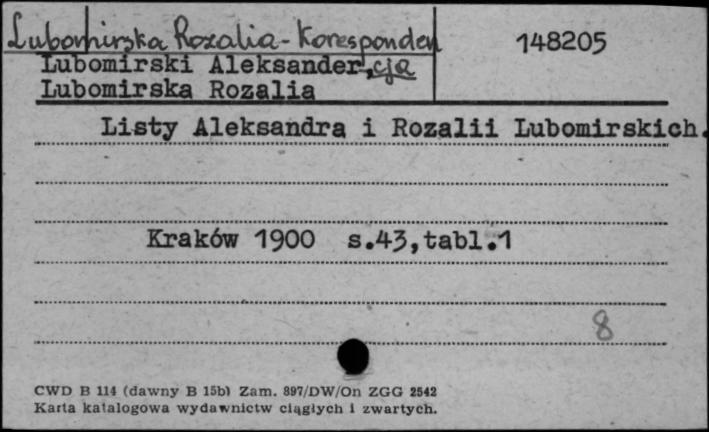 Lubomirska Rozalia - Koresponden
cja
148205
Lubomirski Aleksander,
Lubomirska Rozalia
Listy Aleksandra i Rozalii Lubomirskich.
Kraków 1900 s.43,tabl.1
8
CWD B 114 (dawny B 15b) Zam. 897/DW/On ZGG 2542
Karta katalogowa wydawnictw ciągłych i zwartych.